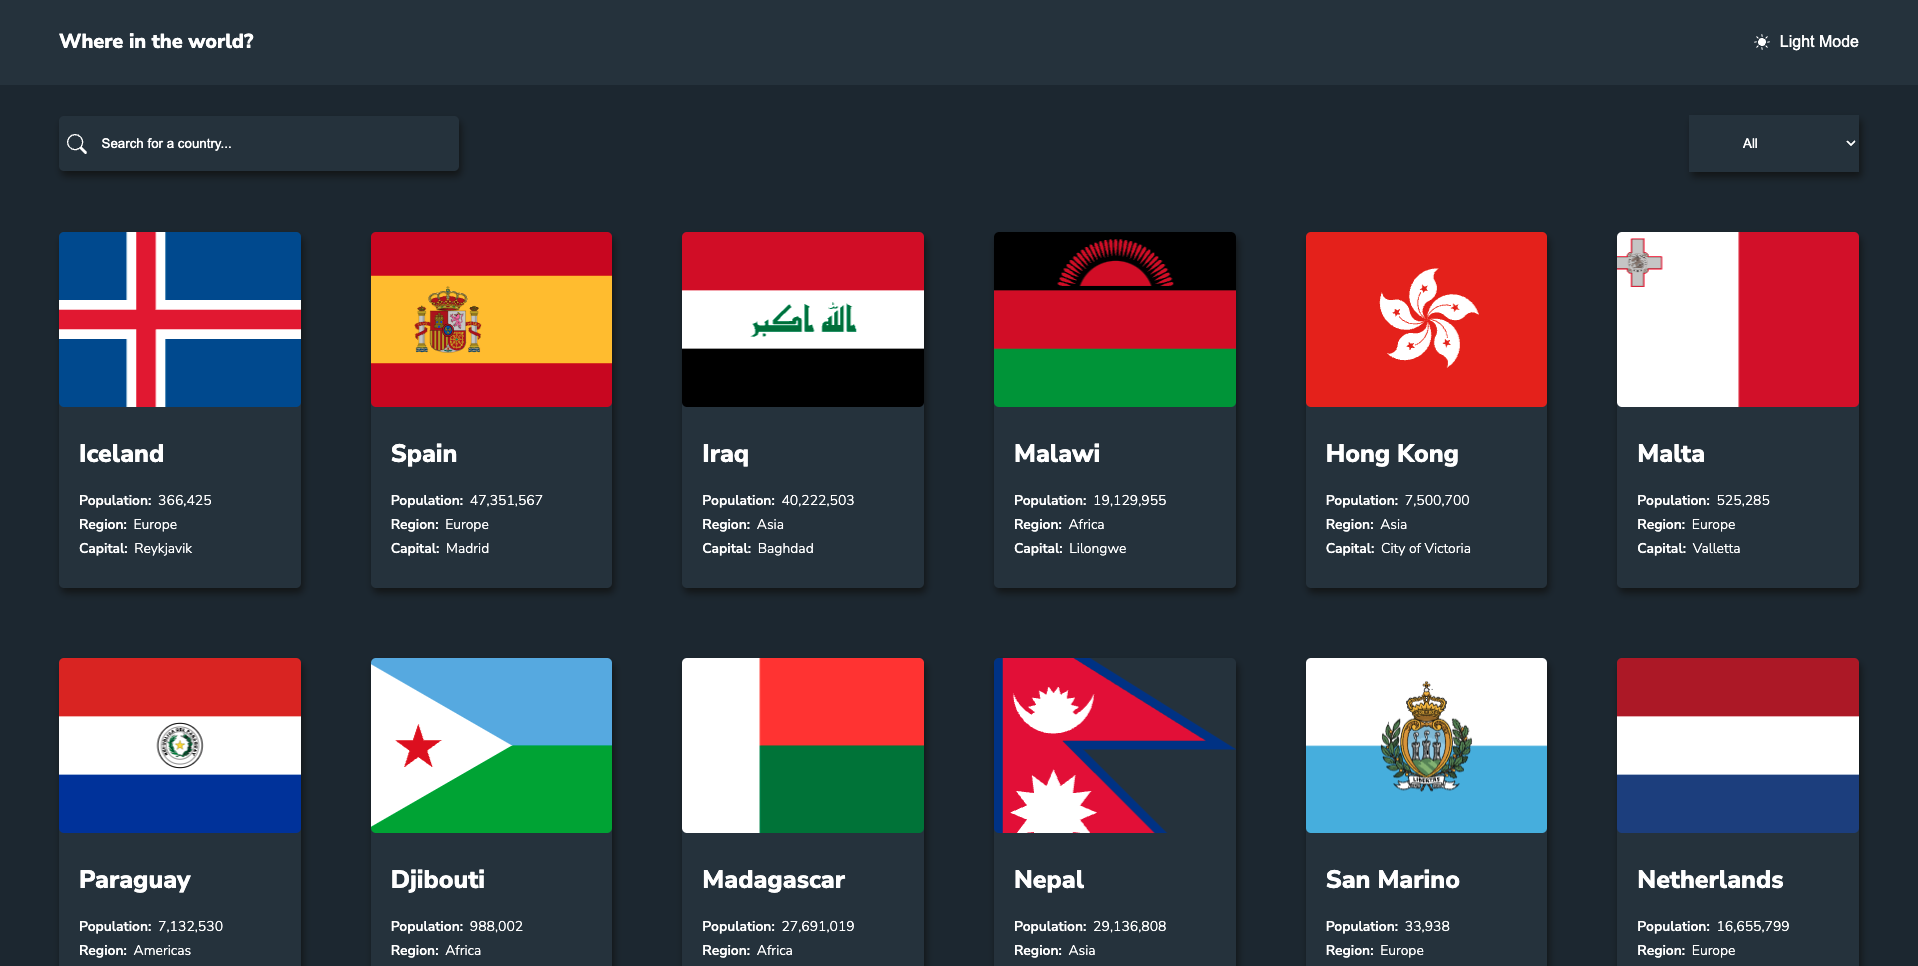 Where in the world?
Light Mode
Search for a country...
All
الله اكبر
Iceland
Population: 366,425
Region: Europe
Capital: Reykjavik
Spain
Population: 47,351,567
Region: Europe
Capital: Madrid
Iraq
Population: 40,222,503
Region: Asia
Capital: Baghdad
Malawi
Population: 19,129,955
Region: Africa
Capital: Lilongwe
Hong Kong
Population: 7,500,700
Region: Asia
Capital: City of Victoria
Malta
Population: 525,285
Region: Europe
Capital: Valletta
REPUBLICA DEL PARAGUAY
LIBERTAS
Paraguay
Population: 7,132,530
Region: Americas
Djibouti
Population: 988,002
Region: Africa
Madagascar
Population: 27,691,019
Region: Africa
Nepal
Population: 29,136,808
Region: Asia
San Marino
Population: 33,938
Region: Europe
Netherlands
Population: 16,655,799
Region: Europe